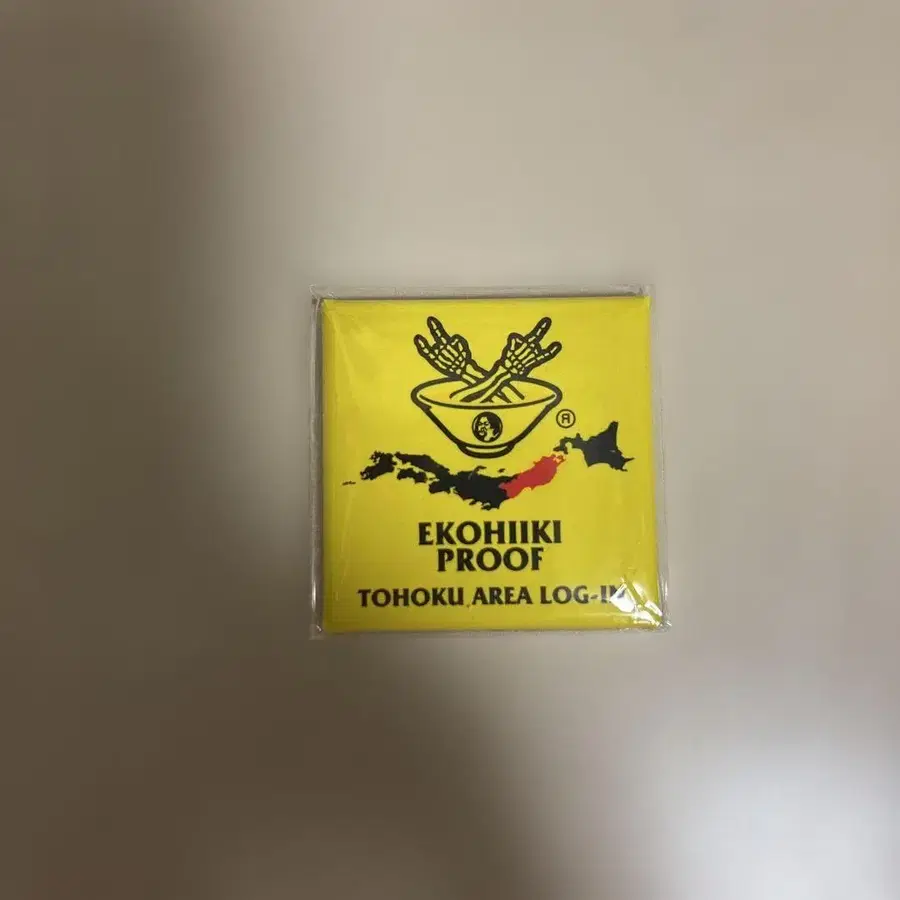 Я
EKOHIIKI
PROOF
TOHOKU AREA LOG-IN